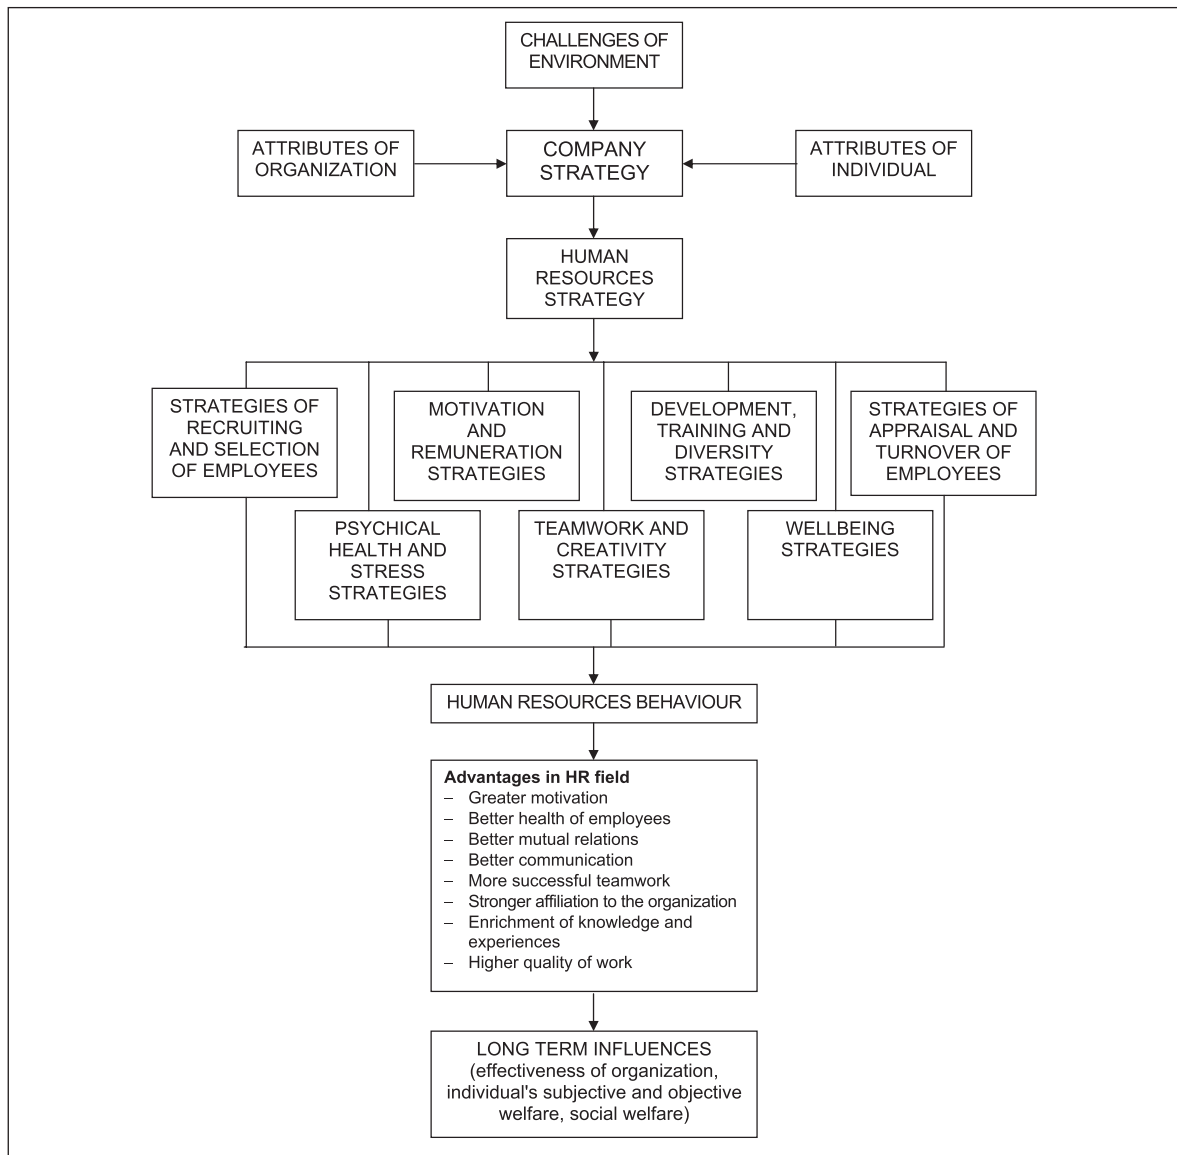 CHALLENGES OF
ENVIRONMENT
ATTRIBUTES OF
ORGANIZATION
COMPANY
STRATEGY
ATTRIBUTES OF
INDIVIDUAL
HUMAN
RESOURCES
STRATEGY
STRATEGIES OF
RECRUITING
AND SELECTION
OF EMPLOYEES
MOTIVATION
AND
REMUNERATION
STRATEGIES
DEVELOPMENT,
TRAINING AND
DIVERSITY
STRATEGIES
STRATEGIES OF
APPRAISAL AND
TURNOVER OF
EMPLOYEES
PSYCHICAL
HEALTH AND
STRESS
STRATEGIES
TEAMWORK AND
CREATIVITY
STRATEGIES
WELLBEING
STRATEGIES
HUMAN RESOURCES BEHAVIOUR
Advantages in HR field
– Greater motivation
– Better health of employees
– Better mutual relations
– Better communication
– More successful teamwork
– Stronger affiliation to the organization
– Enrichment of knowledge and
experiences
– Higher quality of work
LONG TERM INFLUENCES
(effectiveness of organization,
individual's subjective and objective
welfare, social welfare)